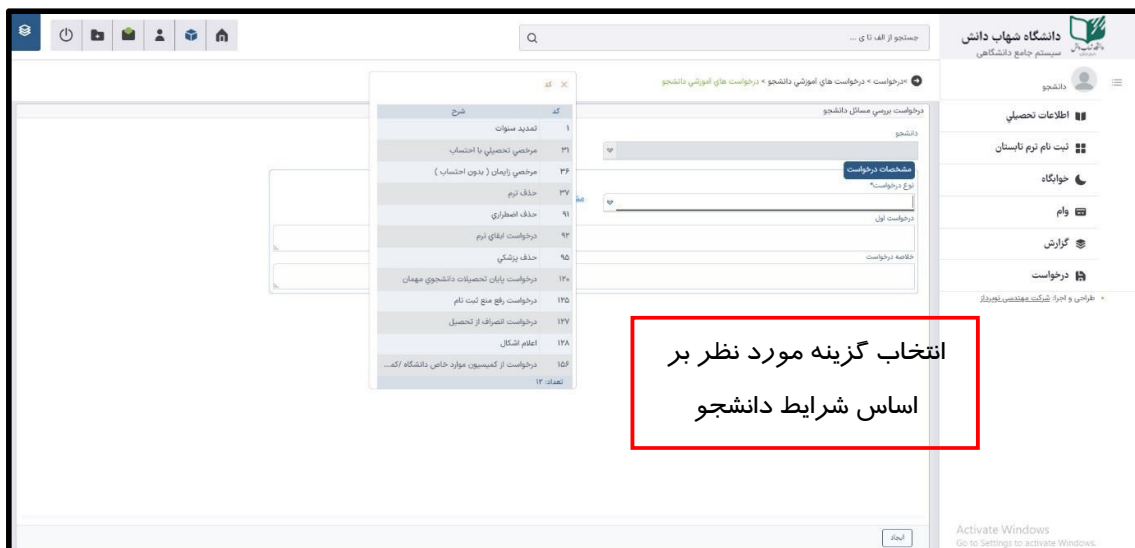 دانشگاه شهاب دانش
سیستم جامع دانشگاهی
جستجو از الف تا ی ...
دانشجو
اطلاعات تحصیلی
ثبت نام ترم تابستان
خوابگاه
وام
گزارش
درخواست
طراحی و اجرا: شرکت مهندسی نوپرداز
>درخواست > درخواست های آموزشی دانشجو > درخواست های آموزشی دانشجو
درخواست بررسی مسائل دانشجو
دانشجو
مشخصات درخواست
نوع درخواست*
درخواست اول
خلاصه درخواست
کد
کد شرح
۱ تمدید سنوات
۳۱ مرخصی تحصیلی با احتساب
۳۶ مرخصی زایمان ( بدون احتساب )
۳۷ حذف ترم
۹۱ حذف اضطراری
۹۲ درخواست ابقای ترم
۹۵ حذف پزشکی
۱۲۰ درخواست پایان تحصیلات دانشجوی مهمان
۱۲۵ درخواست رفع منع ثبت نام
۱۲۷ درخواست انصراف از تحصیل
۱۲۸ اعلام اشکال
۱۵۶ درخواست از کمیسیون موارد خاص دانشگاه /کمـ...
تعداد: ۱۲
انتخاب گزینه مورد نظر بر
اساس شرایط دانشجو
ایجاد
Activate Windows
Go to Settings to activate Windows.